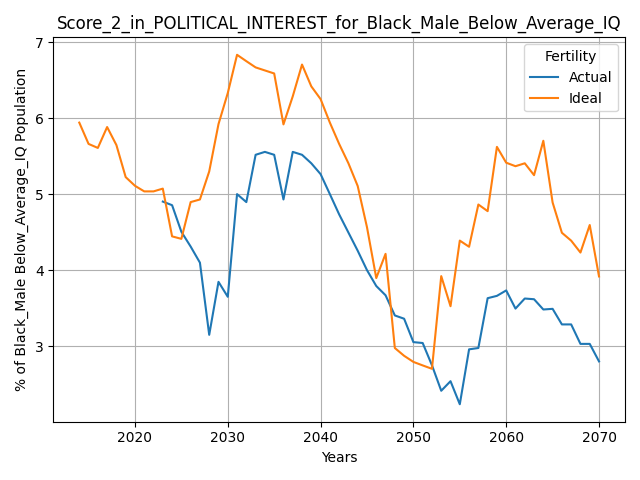 Score_2_in_POLITICAL_INTEREST_for_Black_Male_Below_Average_IQ
% of Black_Male Below_Average_IQ Population
7
6
5
4
3
Fertility
Actual
Ideal
2020 2030 2040 2050 2060 2070
Years